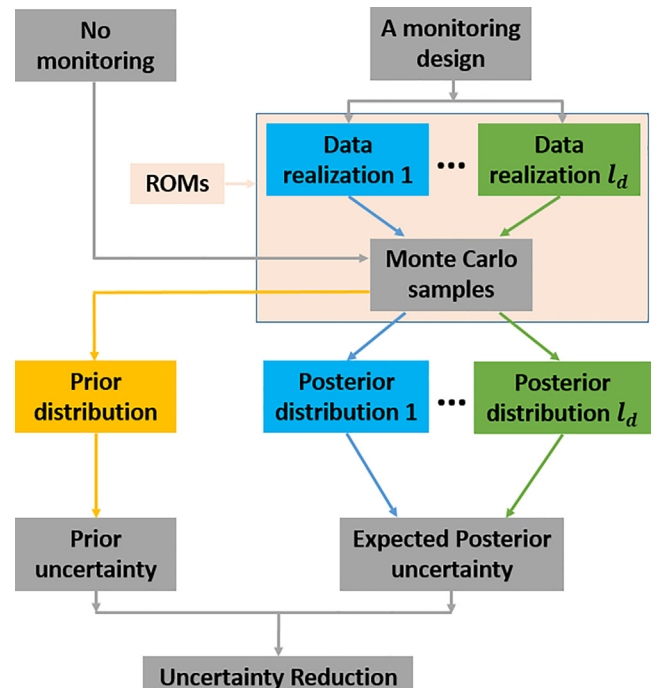 No
monitoring
A monitoring
design
Data
realization 1
...
Data
realization l_d
ROMs
Monte Carlo
samples
Prior
distribution
Posterior
distribution 1
...
Posterior
distribution l_d
Prior
uncertainty
Expected Posterior
uncertainty
Uncertainty Reduction